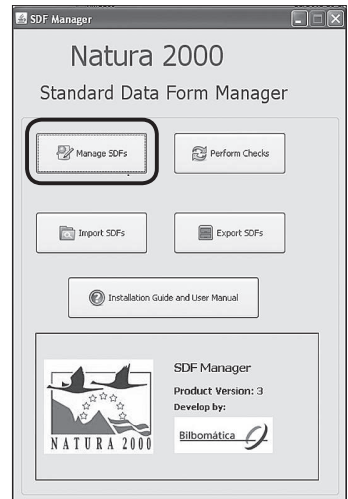 SDF Manager
Natura 2000
Standard Data Form Manager
Manage SDFs
Perform Checks
Import SDFs
Export SDFs
Installation Guide and User Manual
SDF Manager
Product Version: 3
Develop by:
Bilbomática
NATURA 2000